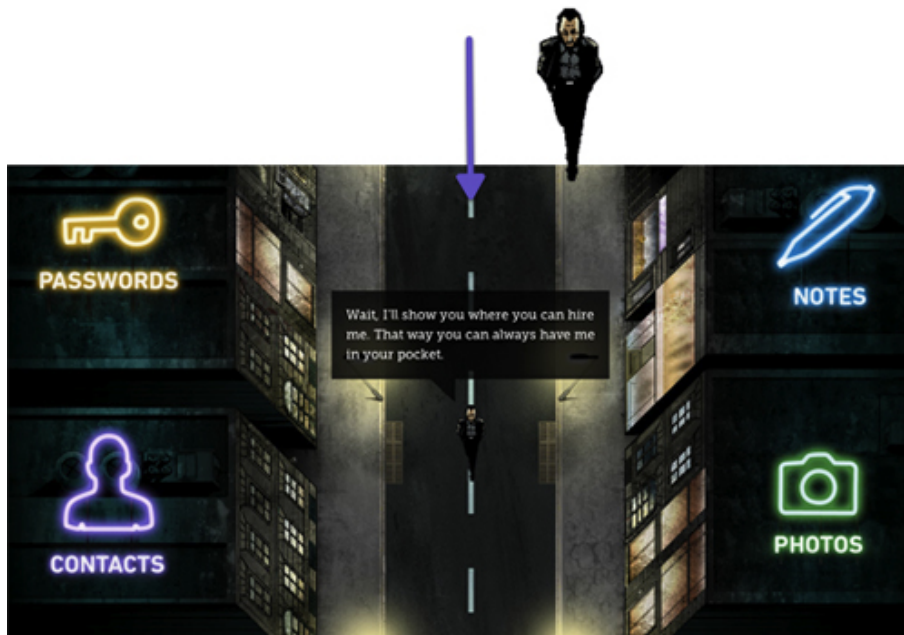 PASSWORDS
NOTES
Wait, I'll show you where you can hire
me. That way you can always have me
in your pocket.
CONTACTS
PHOTOS